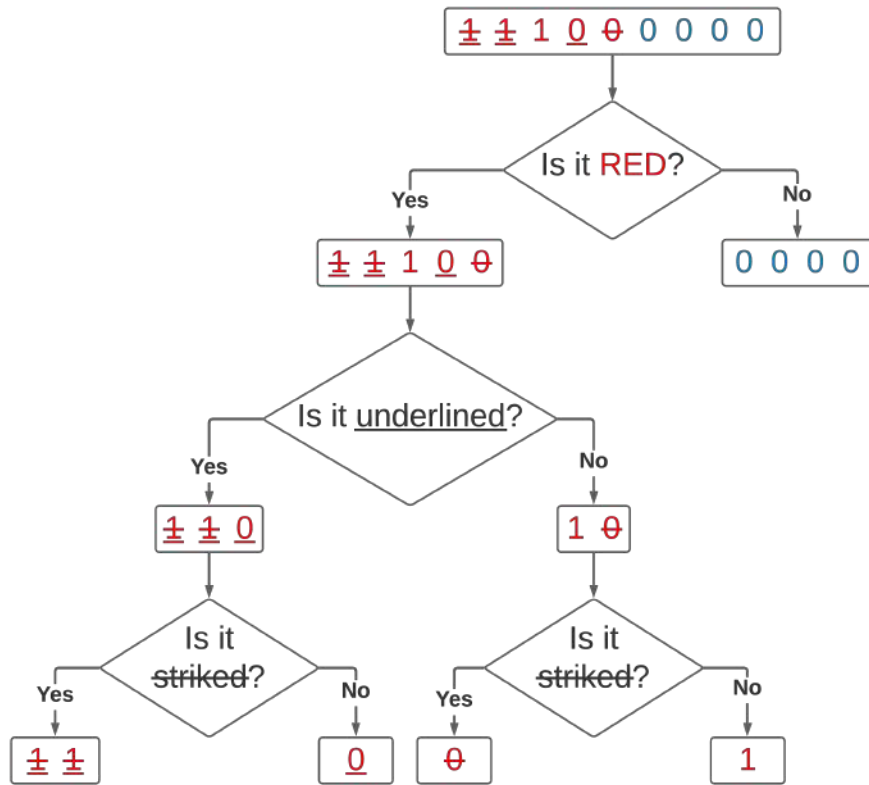 1 1 1 0 0 0 0 0 0
Is it RED?
Yes
No
1 1 1 0 0
0 0 0 0
Is it underlined?
Yes
No
1 1 0
1 0
Is it
striked?
Is it
striked?
Yes
No
Yes
No
1 1
0
0
1